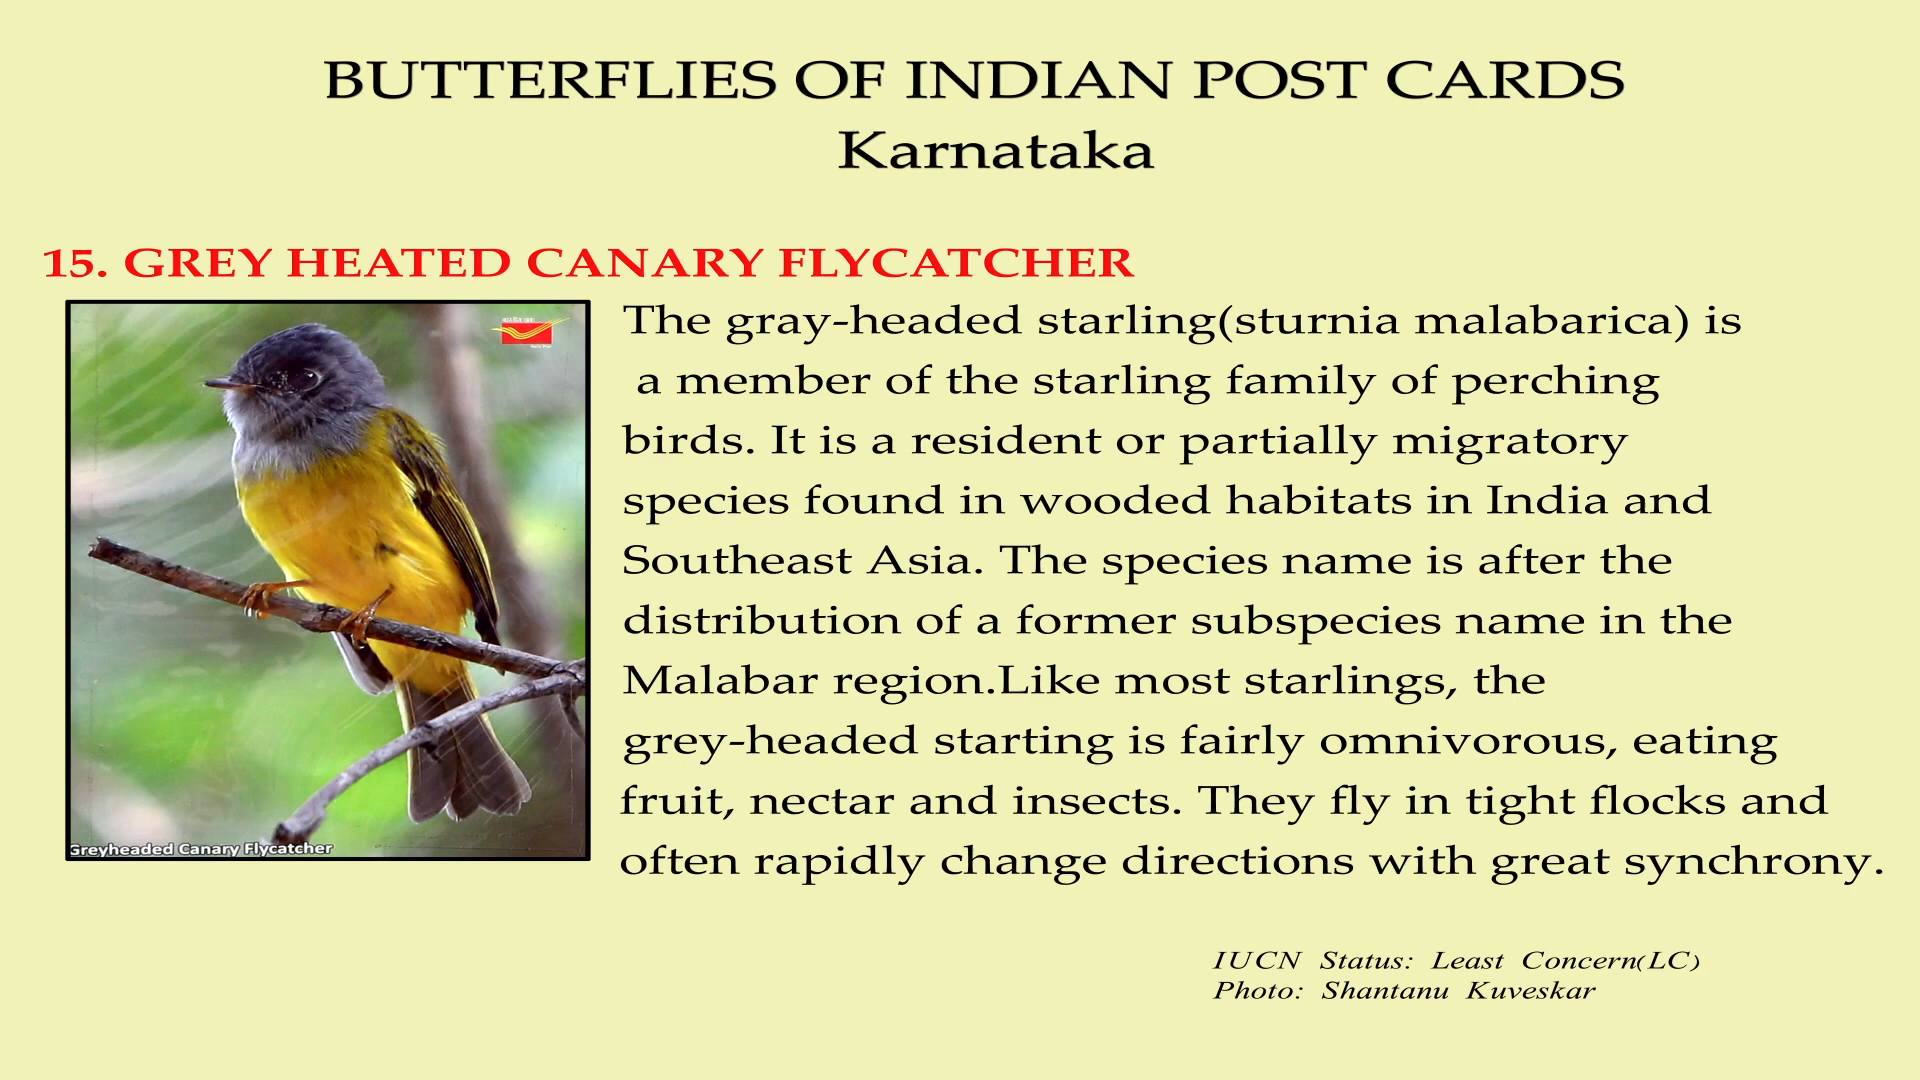 BUTTERFLIES OF INDIAN POST CARDS
Karnataka
15. GREY HEATED CANARY FLYCATCHER
The gray-headed starling(sturnia malabarica) is
a member of the starling family of perching
birds. It is a resident or partially migratory
species found in wooded habitats in India and
Southeast Asia. The species name is after the
distribution of a former subspecies name in the
Malabar region.Like most starlings, the
grey-headed starting is fairly omnivorous, eating
fruit, nectar and insects. They fly in tight flocks and
often rapidly change directions with great synchrony.
Greyheaded Canary Flycatcher
IUCN Status: Least Concern(LC)
Photo: Shantanu Kuveskar